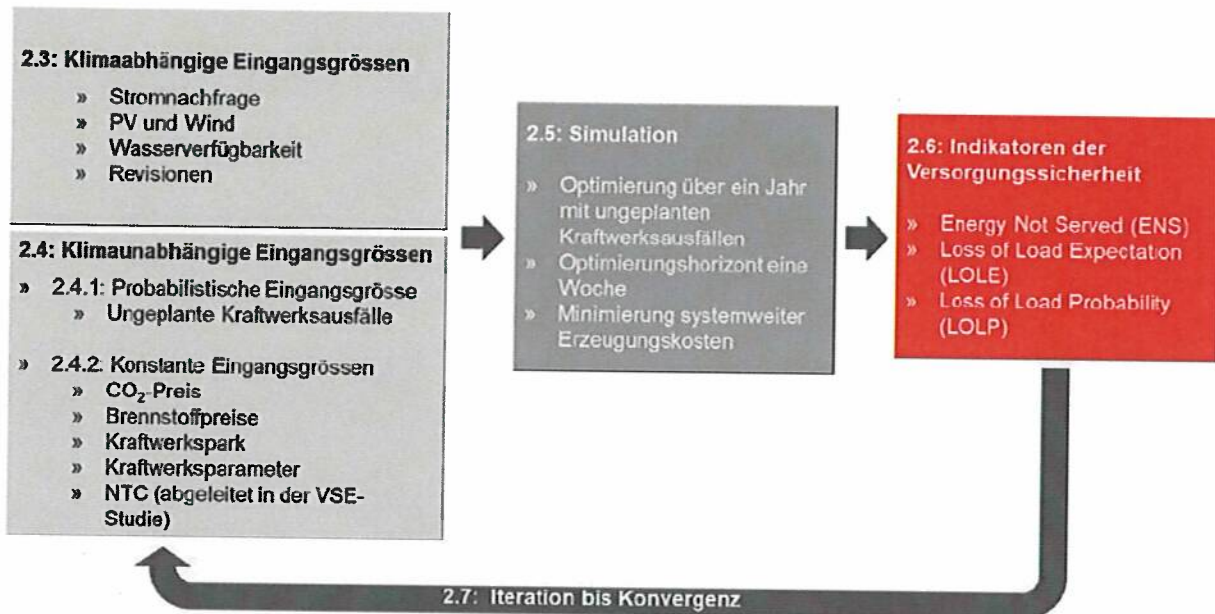 2.3: Klimaabhängige Eingangsgrössen
» Stromnachfrage
» PV und Wind
» Wasserverfügbarkeit
» Revisionen
2.4: Klimaunabhängige Eingangsgrössen
» 2.4.1: Probabilistische Eingangsgrösse
» Ungeplante Kraftwerksausfälle
» 2.4.2: Konstante Eingangsgrössen
» CO₂-Preis
» Brennstoffpreise
» Kraftwerkspark
» Kraftwerksparameter
» NTC (abgeleitet in der VSE-
Studie)
2.5: Simulation
» Optimierung über ein Jahr
mit ungeplanten
Kraftwerksausfällen
» Optimierungshorizont eine
Woche
» Minimierung systemweiter
Erzeugungskosten
2.6: Indikatoren der
Versorgungssicherheit
» Energy Not Served (ENS)
» Loss of Load Expectation
(LOLE)
» Loss of Load Probability
(LOLP)
2.7: Iteration bis Konvergenz